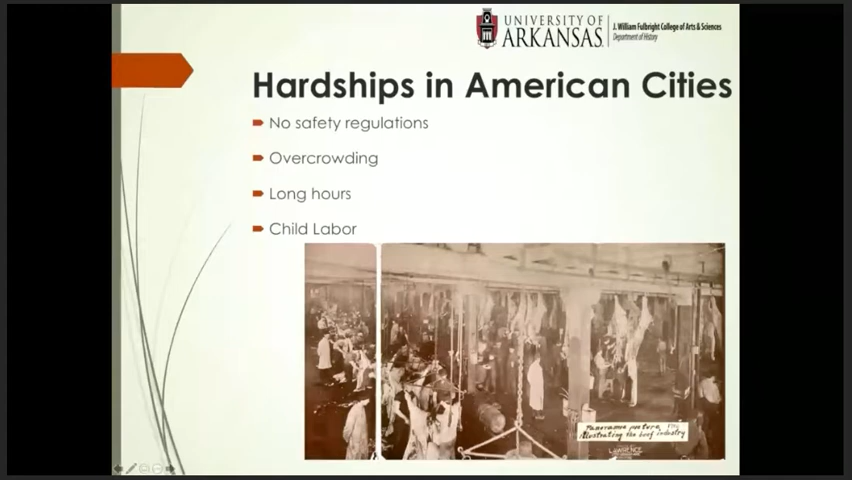 UNIVERSITY OF
ARKANSAS
J. William Fulbright College of Arts & Sciences
Department of History
Hardships in American Cities
No safety regulations
Overcrowding
Long hours
Child Labor
Panorama picture
illustrating the beef industry
LAWRENCE